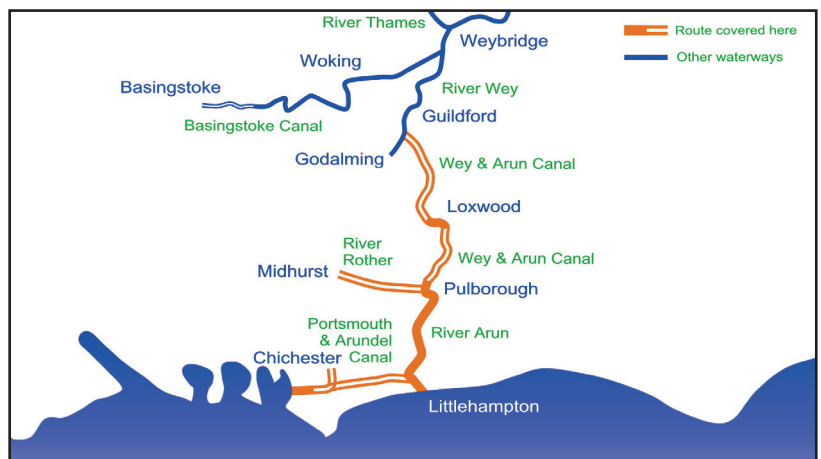 River Thames
Weybridge
Route covered here
Other waterways
Woking
Basingstoke
River Wey
Basingstoke Canal
Guildford
Godalming
Wey & Arun Canal
Loxwood
River
Rother
Wey & Arun Canal
Midhurst
Pulborough
Portsmouth
& Arundel
Canal
River Arun
Chichester
Littlehampton